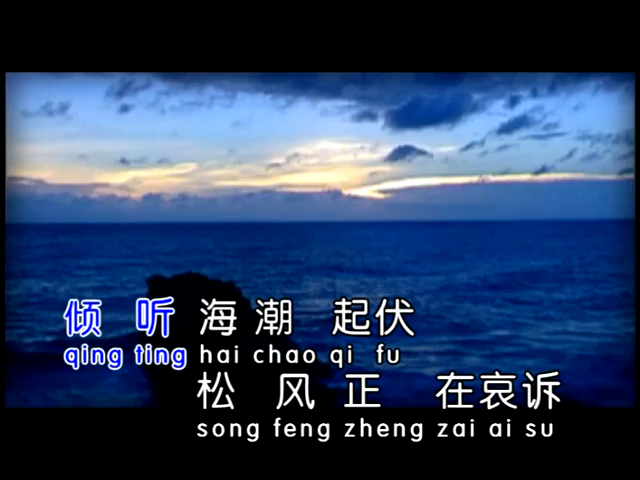 倾 听 海 潮 起伏
qing ting hai chao qi fu
松 风 正 在哀诉
song feng zheng zai ai su